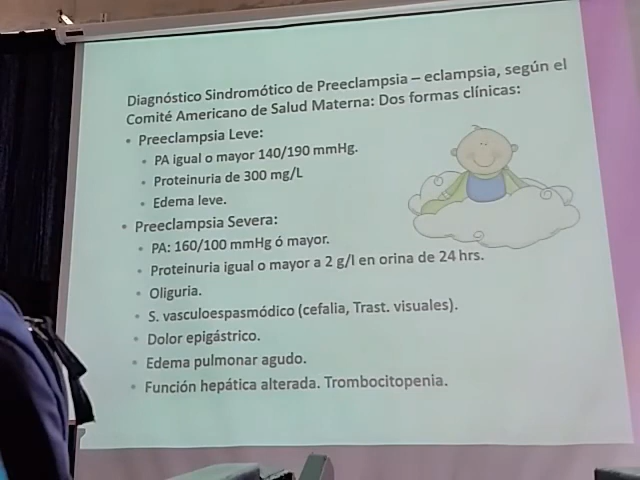 Diagnóstico Sindromótico de Preeclampsia – eclampsia, según el
Comité Americano de Salud Materna: Dos formas clínicas:
• Preeclampsia Leve:
• PA igual o mayor 140/190 mmHg.
• Proteinuria de 300 mg/L
• Edema leve.
• Preeclampsia Severa:
• PA: 160/100 mmHg ó mayor.
• Proteinuria igual o mayor a 2 g/l en orina de 24 hrs.
• Oliguria.
• S. vasculoespasmódico (cefalia, Trast. visuales).
• Dolor epigástrico.
• Edema pulmonar agudo.
• Función hepática alterada. Trombocitopenia.